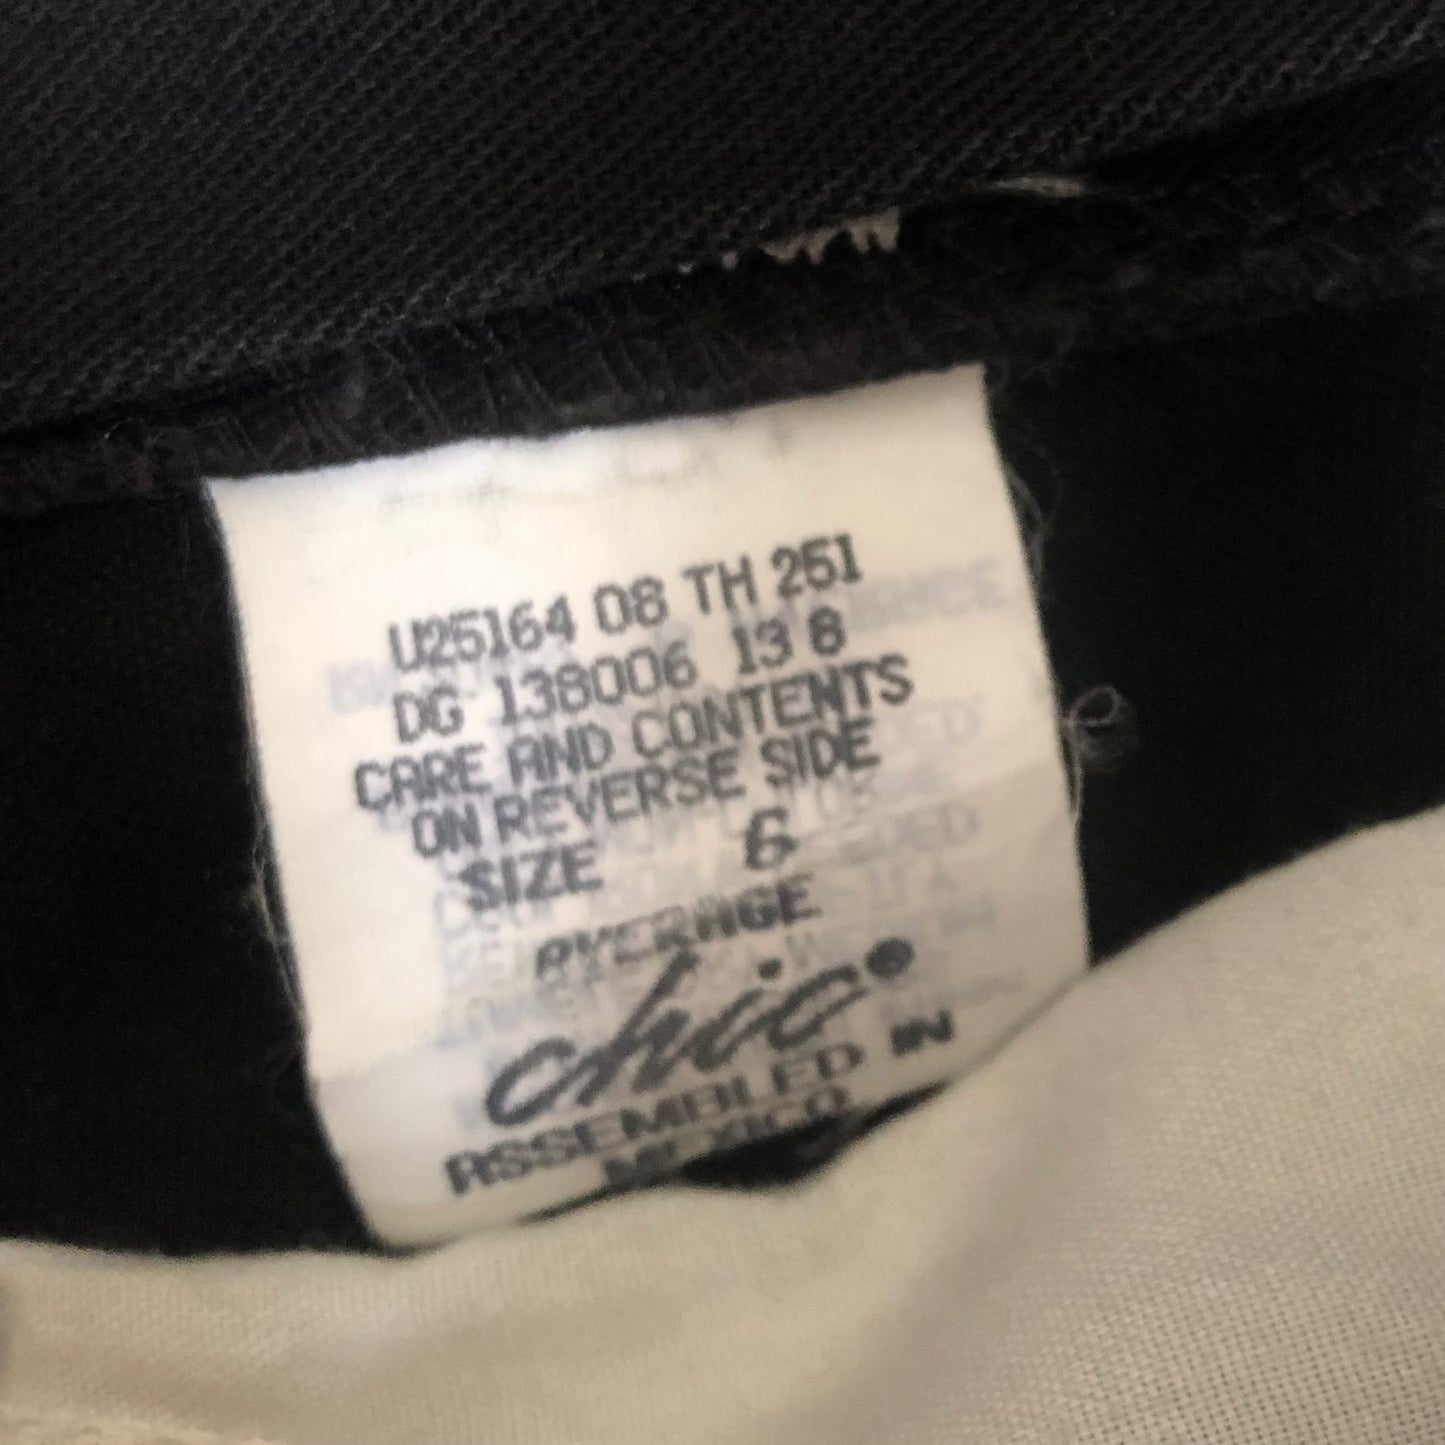 U25164 08 TH 251
DG 138006 13 8
CARE AND CONTENTS
ON REVERSE SIDE
SIZE 6
AVERAGE
chic®
ASSEMBLED IN
MEXICO